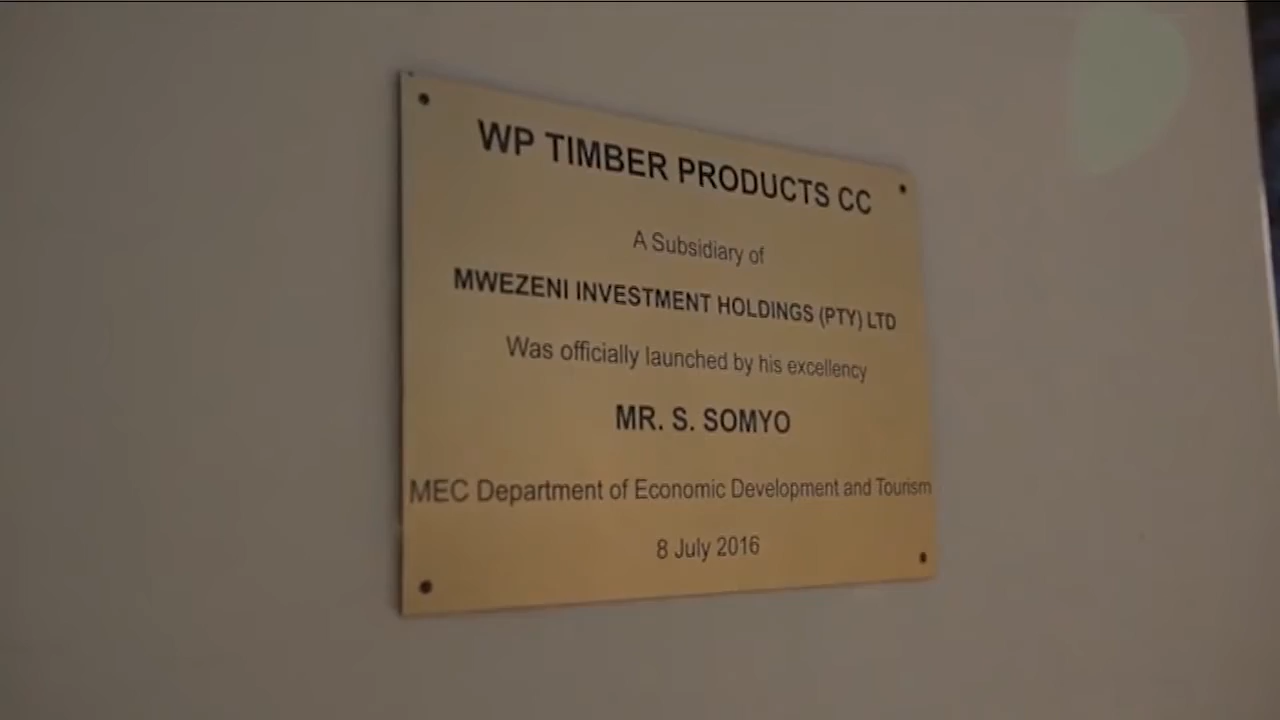 WP TIMBER PRODUCTS CC
A Subsidiary of
MWEZENI INVESTMENT HOLDINGS (PTY) LTD
Was officially launched by his excellency
MR. S. SOMYO
MEC Department of Economic Development and Tourism
8 July 2016